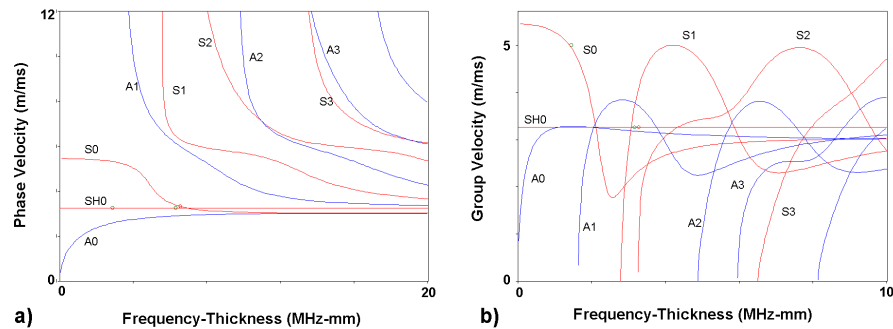 12
Phase Velocity (m/ms)
0
A1
S1
S2
A2
A3
S3
S0
SH0
A0
0
20
a)
Frequency-Thickness (MHz-mm)
5
Group Velocity (m/ms)
0
S0
S1
S2
SH0
A0
A1
A2
A3
S3
0
10
b)
Frequency-Thickness (MHz-mm)